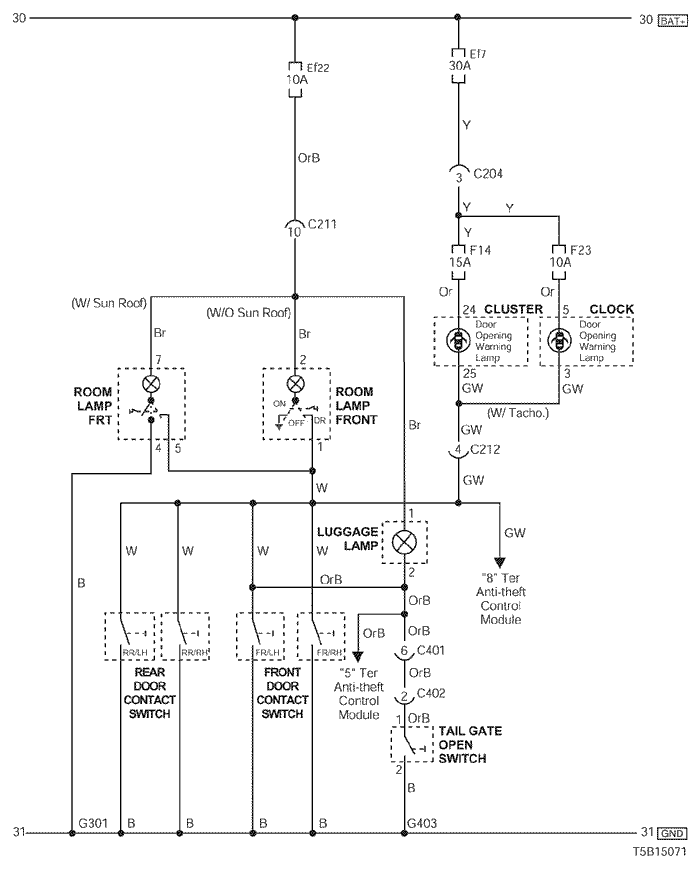 30
30 BAT+
Ef22
10A
Ef7
30A
OrB
Y
3
C204
10
C211
Y
Y
Y
F14
15A
F23
10A
(W/ Sun Roof)
(W/O Sun Roof)
Or
Or
24
CLUSTER
5
CLOCK
Door
Opening
Warning
Lamp
Door
Opening
Warning
Lamp
Br
Br
7
2
25
3
GW
GW
ROOM
LAMP
FRT
ROOM
LAMP
FRONT
ON
OFF
DR
(W/ Tacho.)
Br
GW
4
5
1
4
C212
W
GW
1
LUGGAGE
LAMP
GW
2
W
W
W
W
B
OrB
"8" Ter
Anti-theft
Control
Module
OrB
OrB
OrB
6
C401
RR/LH
RR/RH
FR/LH
FR/RH
REAR
DOOR
CONTACT
SWITCH
FRONT
DOOR
CONTACT
SWITCH
"5" Ter
Anti-theft
Control
Module
OrB
2
C402
1
OrB
TAIL GATE
OPEN
SWITCH
2
B
31
G301
B
B
B
B
G403
31 GND
T5B15071